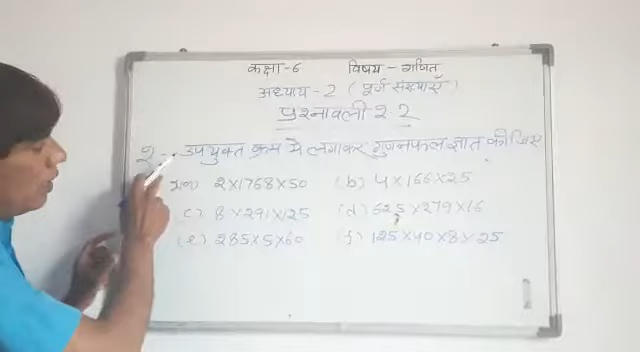 कक्षा-6 विषय - गणित
अध्याय-2 (पूर्ण संख्याएँ)
प्रश्नावली 2.2
2- उपयुक्त क्रम मे लगाकर गुणनफल ज्ञात कीजिए
2×1768×50 (b) 4×166×25
(c) 8×291×125 (d) 625×279×16
(e) 285×5×60 (f) 125×40×8×25